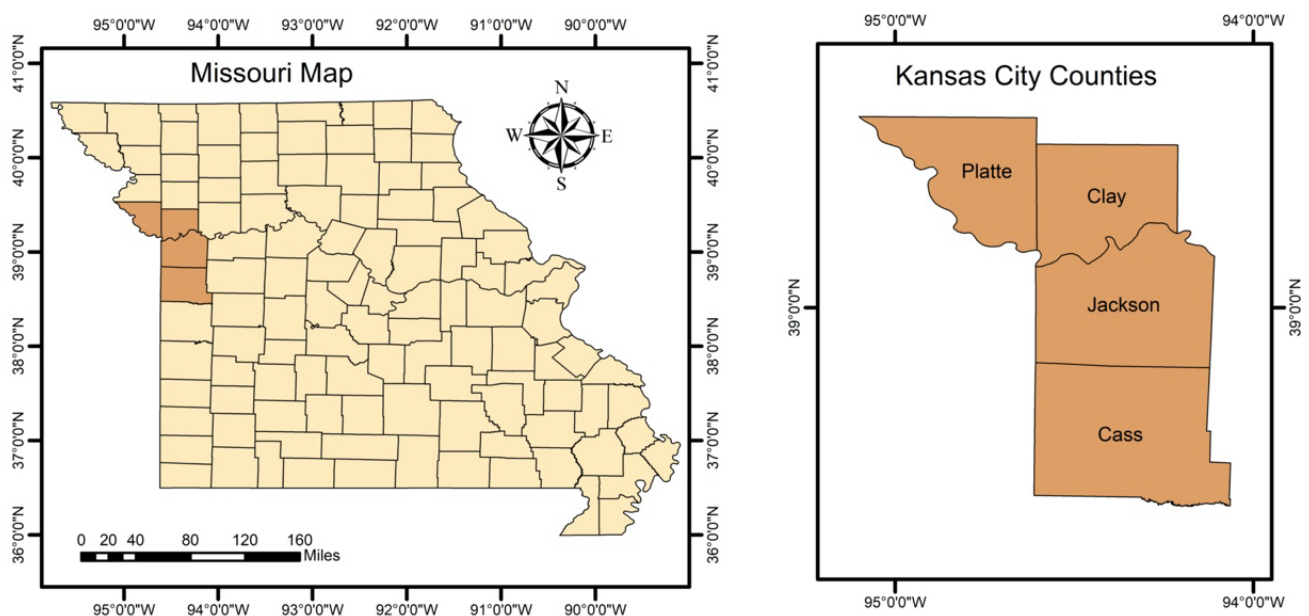 95°0'0"W 94°0'0"W 93°0'0"W 92°0'0"W 91°0'0"W 90°0'0"W
41°0'0"N
40°0'0"N
39°0'0"N
38°0'0"N
37°0'0"N
36°0'0"N
Missouri Map
N
W E
S
0 20 40 80 120 160
Miles
41°0'0"N
40°0'0"N
39°0'0"N
38°0'0"N
37°0'0"N
36°0'0"N
95°0'0"W 94°0'0"W 93°0'0"W 92°0'0"W 91°0'0"W 90°0'0"W
95°0'0"W 94°0'0"W
Kansas City Counties
Platte
Clay
Jackson
Cass
39°0'0"N
39°0'0"N
95°0'0"W 94°0'0"W